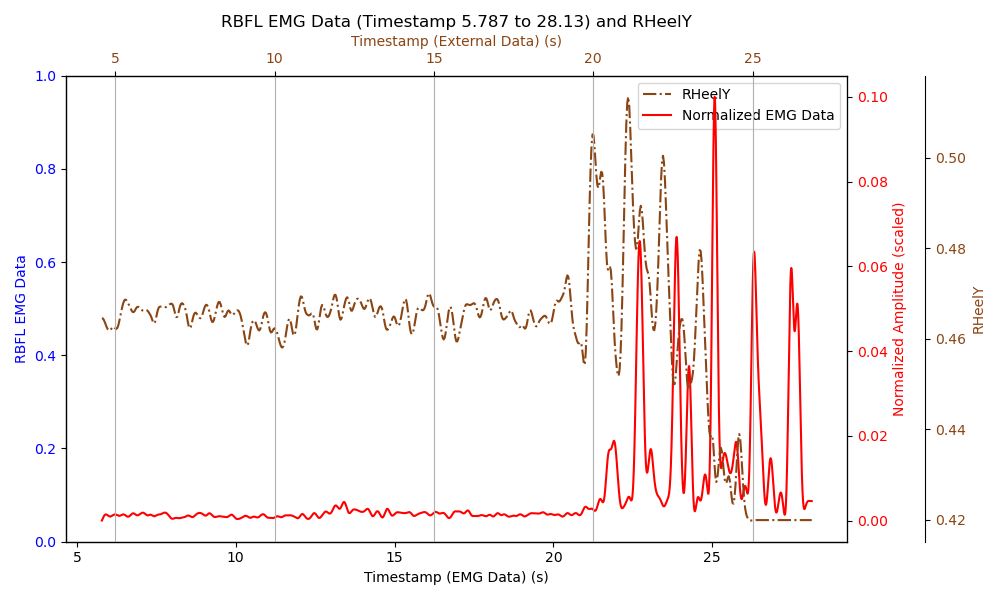 RBFL EMG Data (Timestamp 5.787 to 28.13) and RHeelY
Timestamp (External Data) (s)
5 10 15 20 25
RHeelY
Normalized EMG Data
RBFL EMG Data
1.0
0.8
0.6
0.4
0.2
0.0
Normalized Amplitude (scaled)
0.10
0.08
0.06
0.04
0.02
0.00
RHeelY
0.50
0.48
0.46
0.44
0.42
5 10 15 20 25
Timestamp (EMG Data) (s)